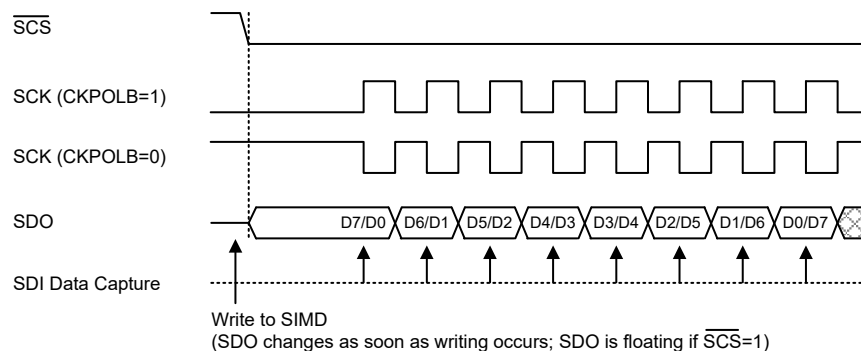 SCS
SCK (CKPOLB=1)
SCK (CKPOLB=0)
SDO D7/D0 D6/D1 D5/D2 D4/D3 D3/D4 D2/D5 D1/D6 D0/D7
SDI Data Capture
Write to SIMD
(SDO changes as soon as writing occurs; SDO is floating if SCS=1)